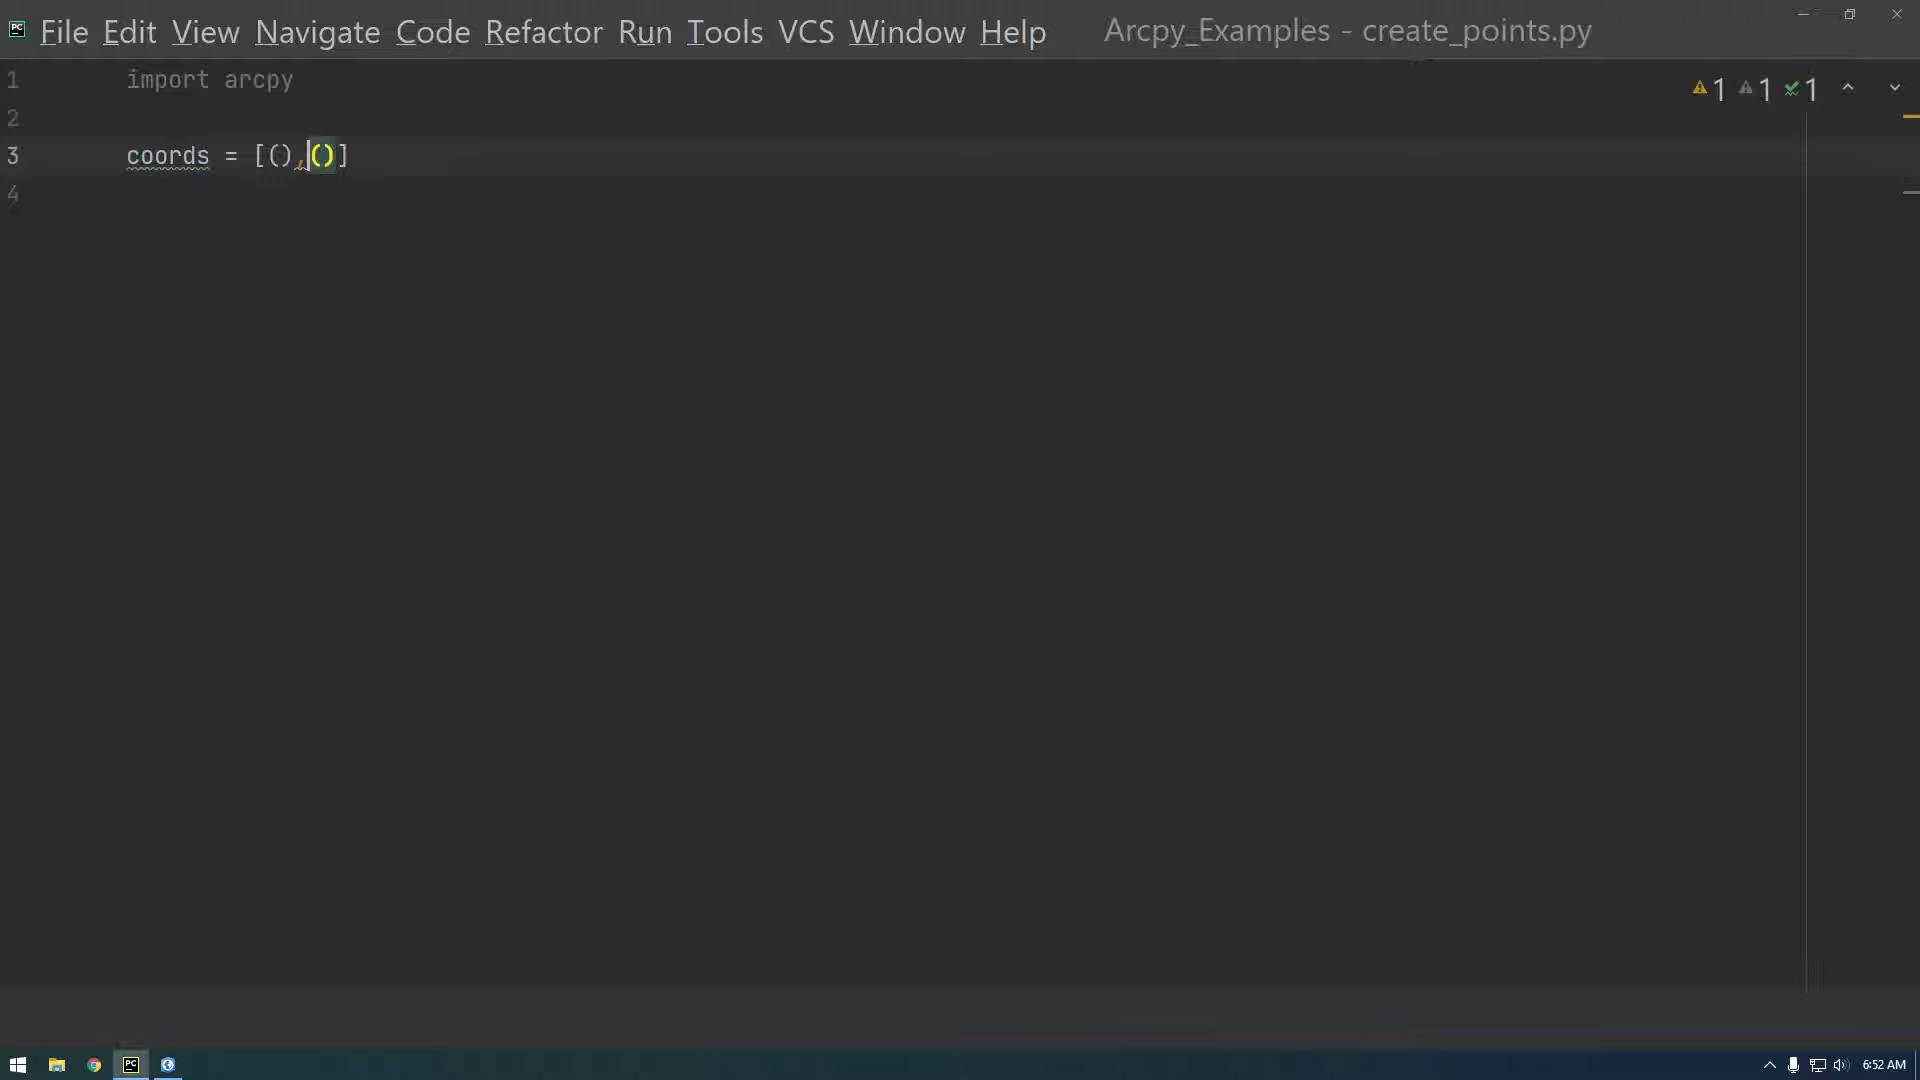 File Edit View Navigate Code Refactor Run Tools VCS Window Help Arcpy_Examples - create_points.py
1 import arcpy
1 1 1
2
3 coords = [(),()]
4
6:52 AM